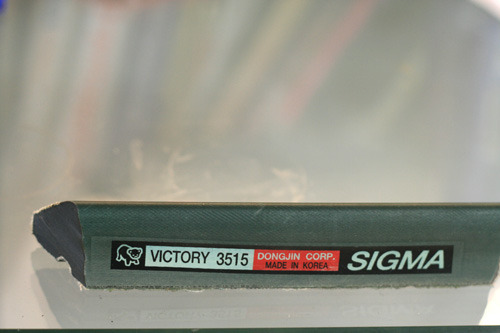 VICTORY 3515 DONGJIN CORP. SIGMA
MADE IN KOREA